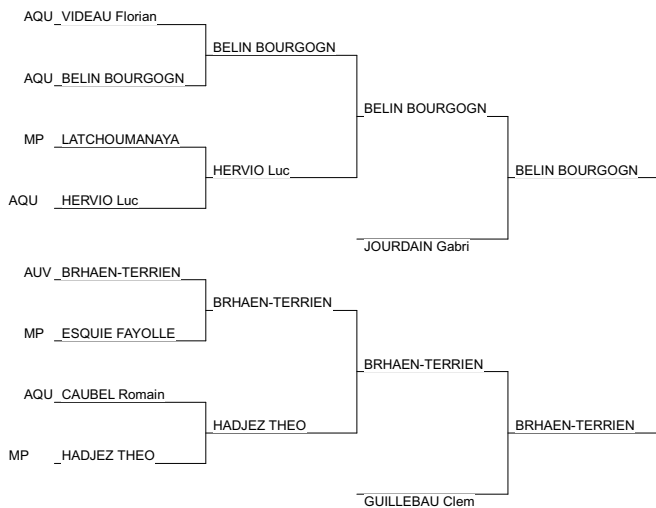 AQU VIDEAU Florian
BELIN BOURGOGN
AQU BELIN BOURGOGN
BELIN BOURGOGN
MP LATCHOUMANAYA
HERVIO Luc
BELIN BOURGOGN
AQU HERVIO Luc
JOURDAIN Gabri
AUV BRHAEN-TERRIEN
BRHAEN-TERRIEN
MP ESQUIE FAYOLLE
BRHAEN-TERRIEN
AQU CAUBEL Romain
HADJEZ THEO
BRHAEN-TERRIEN
MP HADJEZ THEO
GUILLEBAU Clem